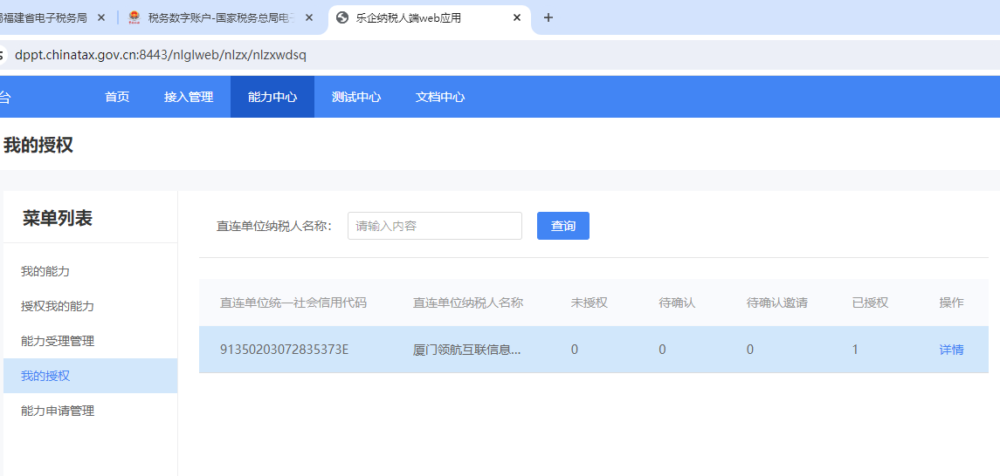 局福建省电子税务局
税务数字账户-国家税务总局电子
乐企纳税人端web应用
dppt.chinatax.gov.cn:8443/nlglweb/nlzx/nlzxwdsq
台 首页 接入管理 能力中心 测试中心 文档中心
我的授权
菜单列表
我的能力
授权我的能力
能力受理管理
我的授权
能力申请管理
直连单位纳税人名称： 请输入内容 查询
直连单位统一社会信用代码 直连单位纳税人名称 未授权 待确认 待确认邀请 已授权 操作
91350203072835373E 厦门领航互联信息... 0 0 0 1 详情